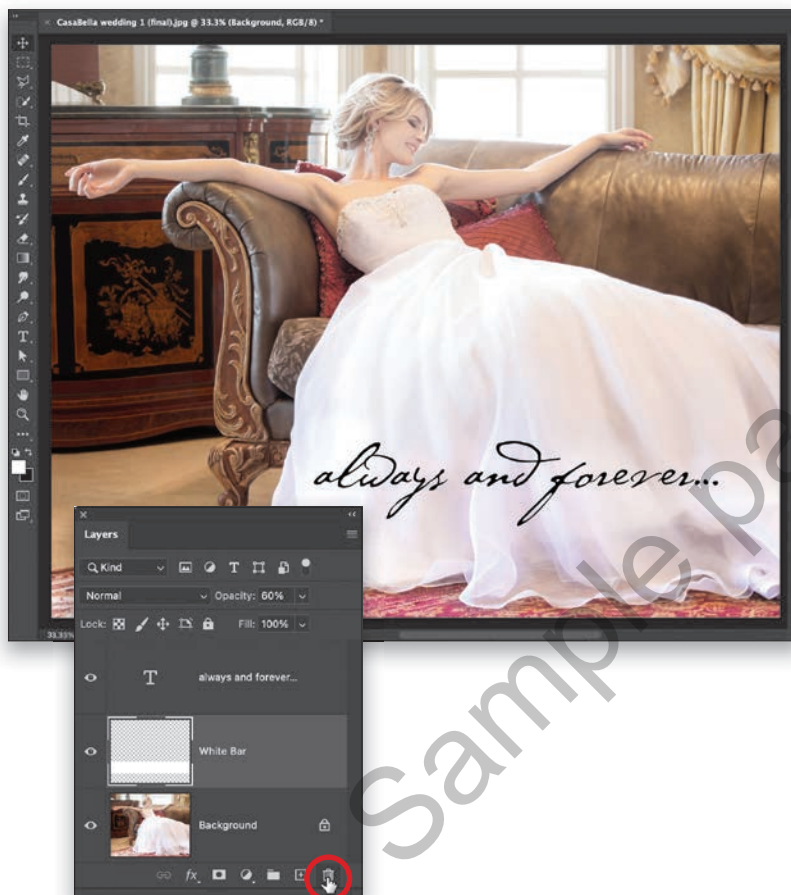 CasaBella wedding 1 (final).jpg @ 33.3% (Background, RGB/8) *
always and forever...
Layers
Kind
Normal
Opacity: 60%
Lock:
Fill: 100%
33.33%
T
always and forever...
White Bar
Background
fx
Sample pa